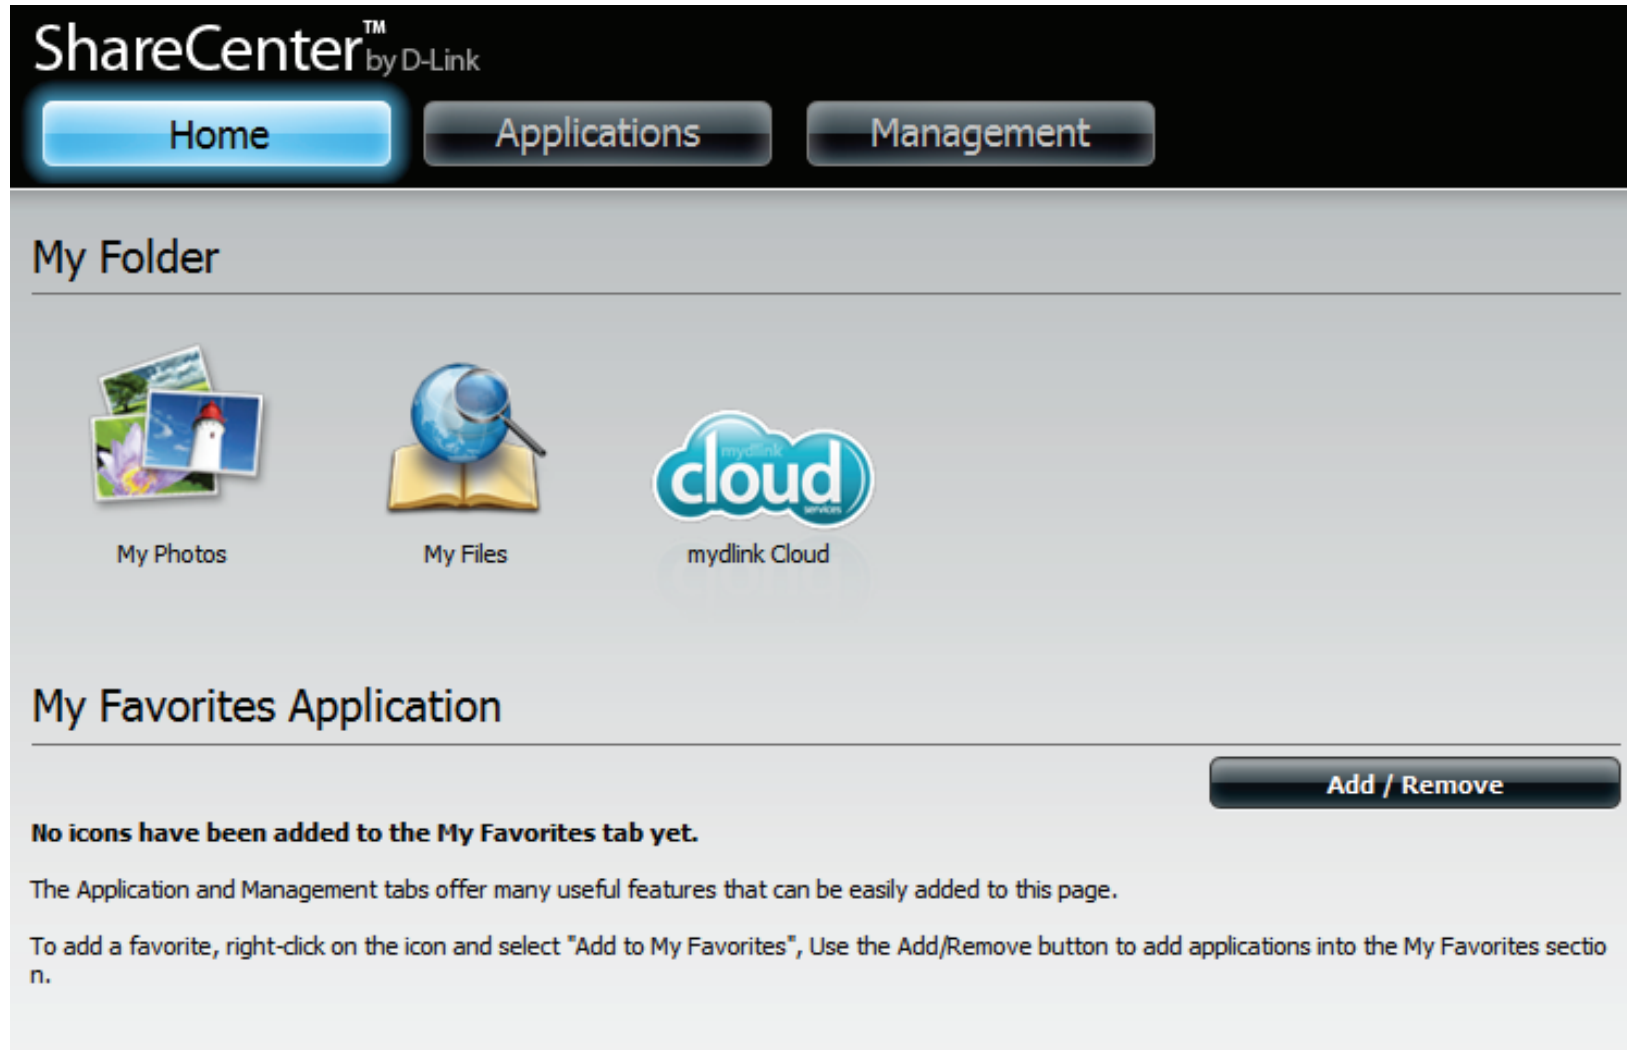 ShareCenter™ by D-Link
Home Applications Management
My Folder
mydlink
cloud
services
My Photos My Files mydlink Cloud
My Favorites Application
Add / Remove
No icons have been added to the My Favorites tab yet.
The Application and Management tabs offer many useful features that can be easily added to this page.
To add a favorite, right-click on the icon and select "Add to My Favorites", Use the Add/Remove button to add applications into the My Favorites sectio
n.